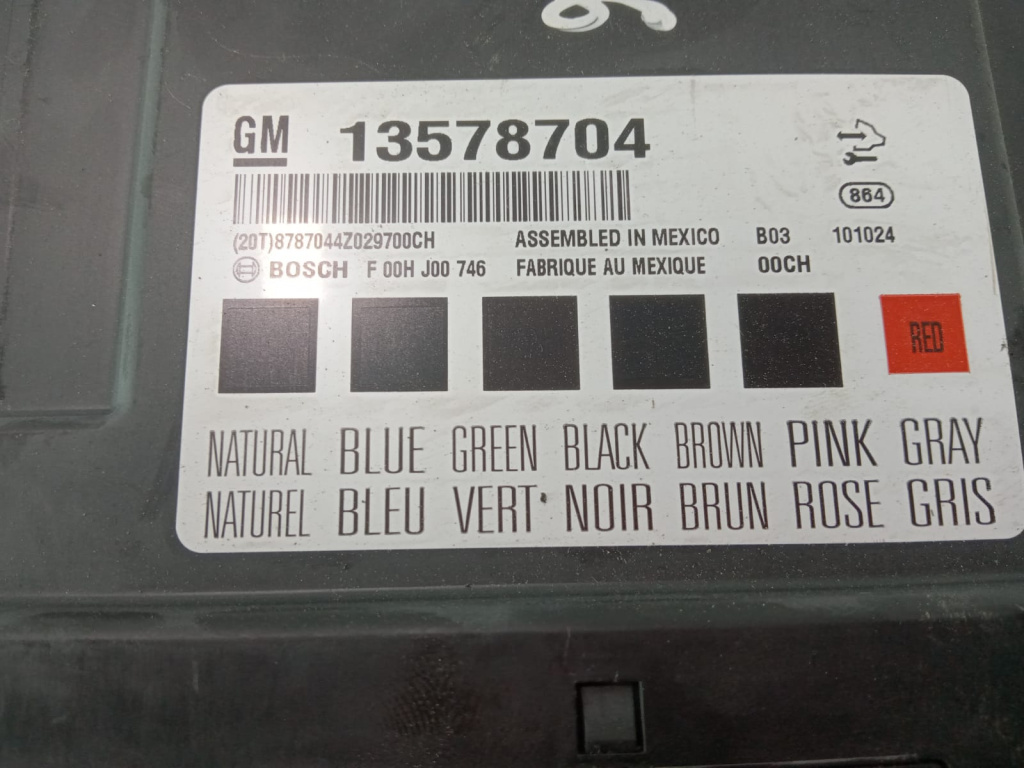 6
GM 13578704
864
(20T)8787044Z029700CH ASSEMBLED IN MEXICO B03 101024
BOSCH F 00H J00 746 FABRIQUE AU MEXIQUE 00CH
RED
NATURAL BLUE GREEN BLACK BROWN PINK GRAY
NATUREL BLEU VERT NOIR BRUN ROSE GRIS